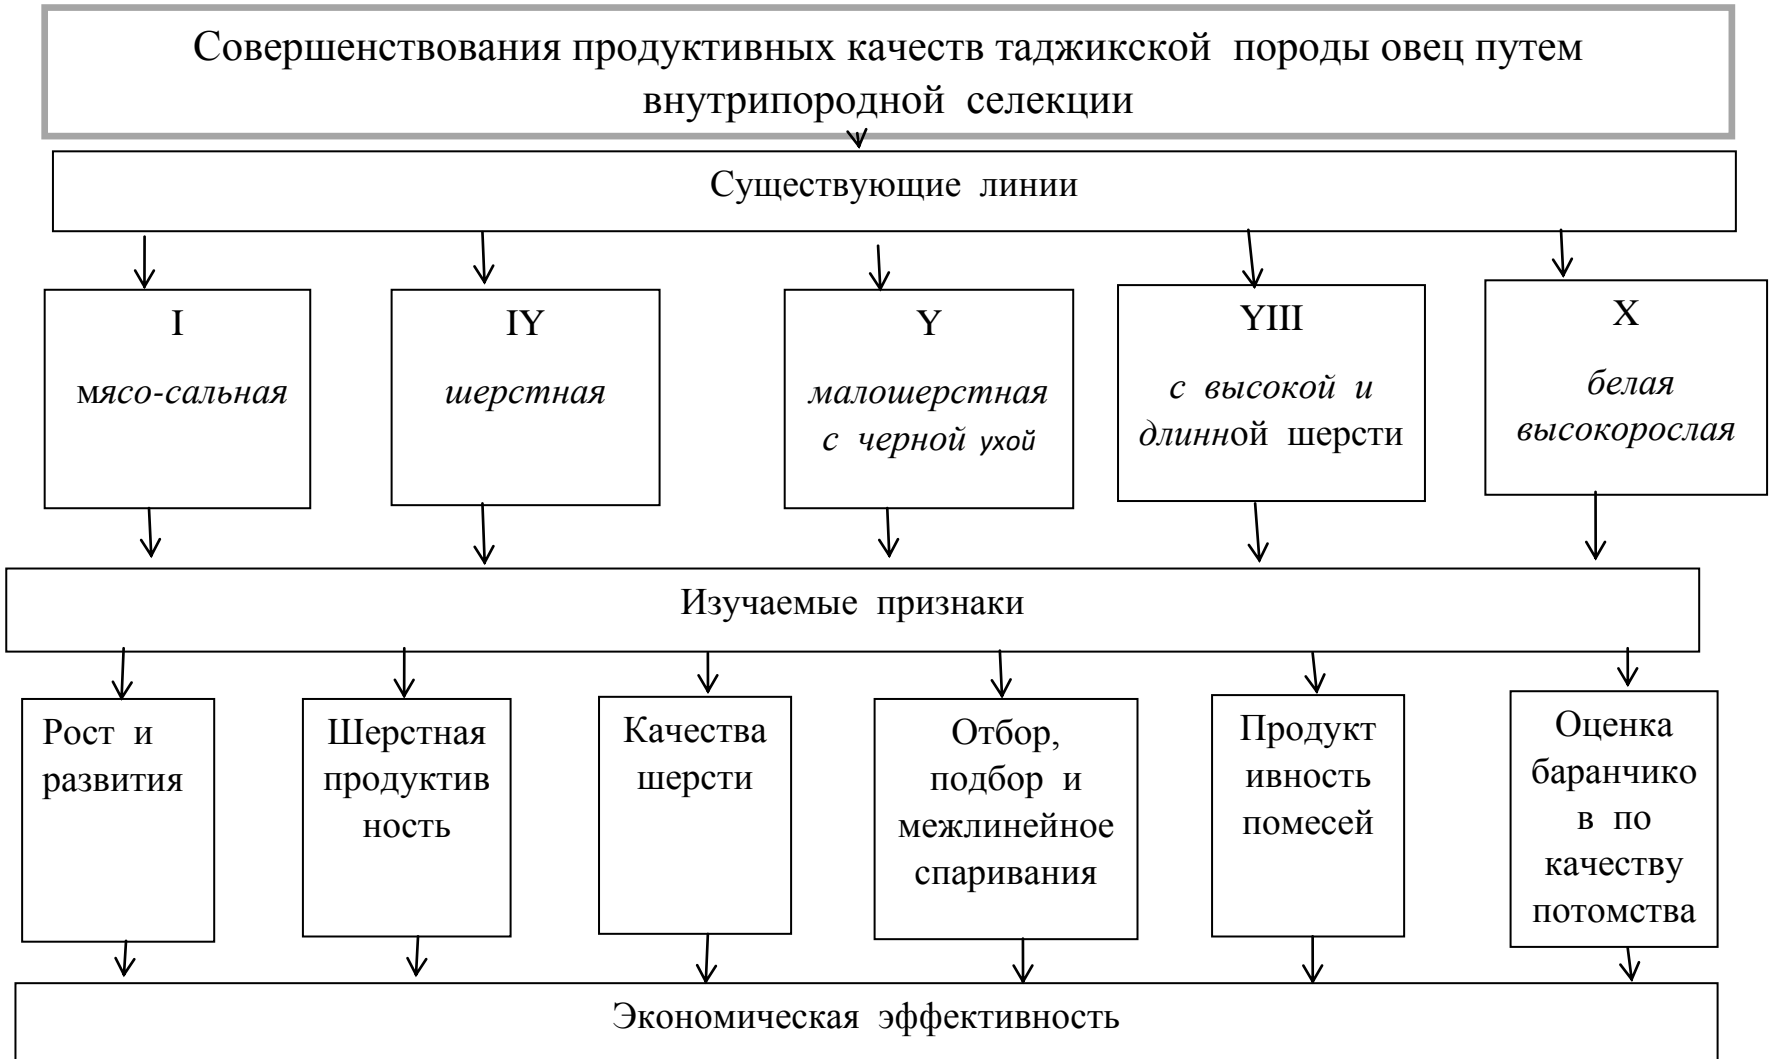 Совершенствования продуктивных качеств таджикской породы овец путем
внутрипородной селекции
Существующие линии
I
мясо-сальная
IY
шерстная
Y
малошерстная
с черной ухой
YIII
с высокой и
длинной шерсти
X
белая
высокорослая
Изучаемые признаки
Рост и
развития
Шерстная
продуктив
ность
Качества
шерсти
Отбор,
подбор и
межлинейное
спаривания
Продукт
ивность
помесей
Оценка
баранчико
в по
качеству
потомства
Экономическая эффективность